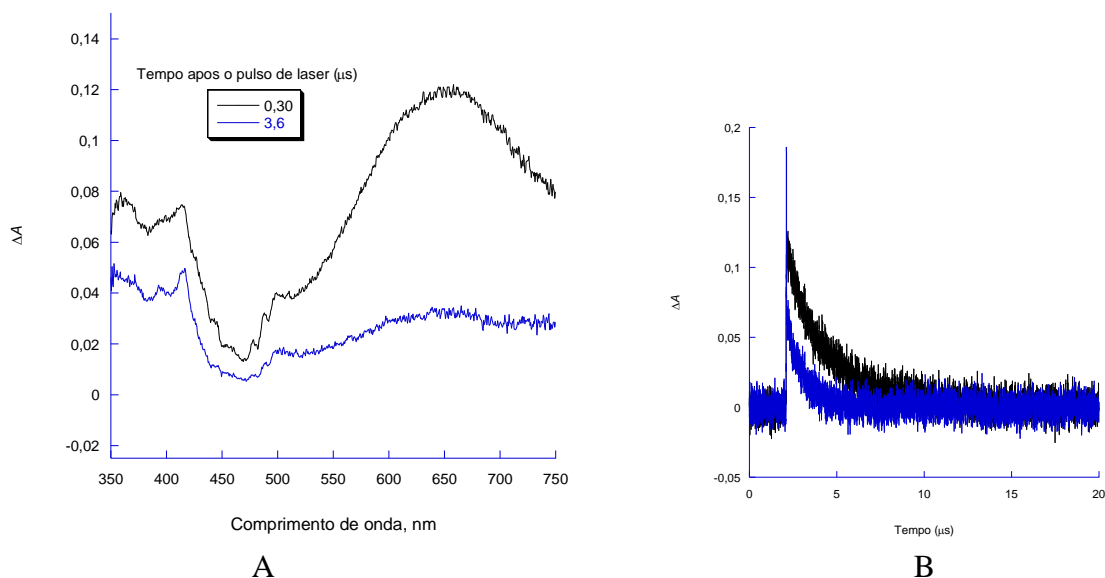 0,14
0,12
0,1
0,08
0,06
0,04
0,02
0
-0,02
ΔA
Tempo apos o pulso de laser (μs)
0,30
3,6
350 400 450 500 550 600 650 700 750
Comprimento de onda, nm
A
0,2
0,15
0,1
0,05
0
-0,05
ΔA
0 5 10 15 20
Tempo (μs)
B